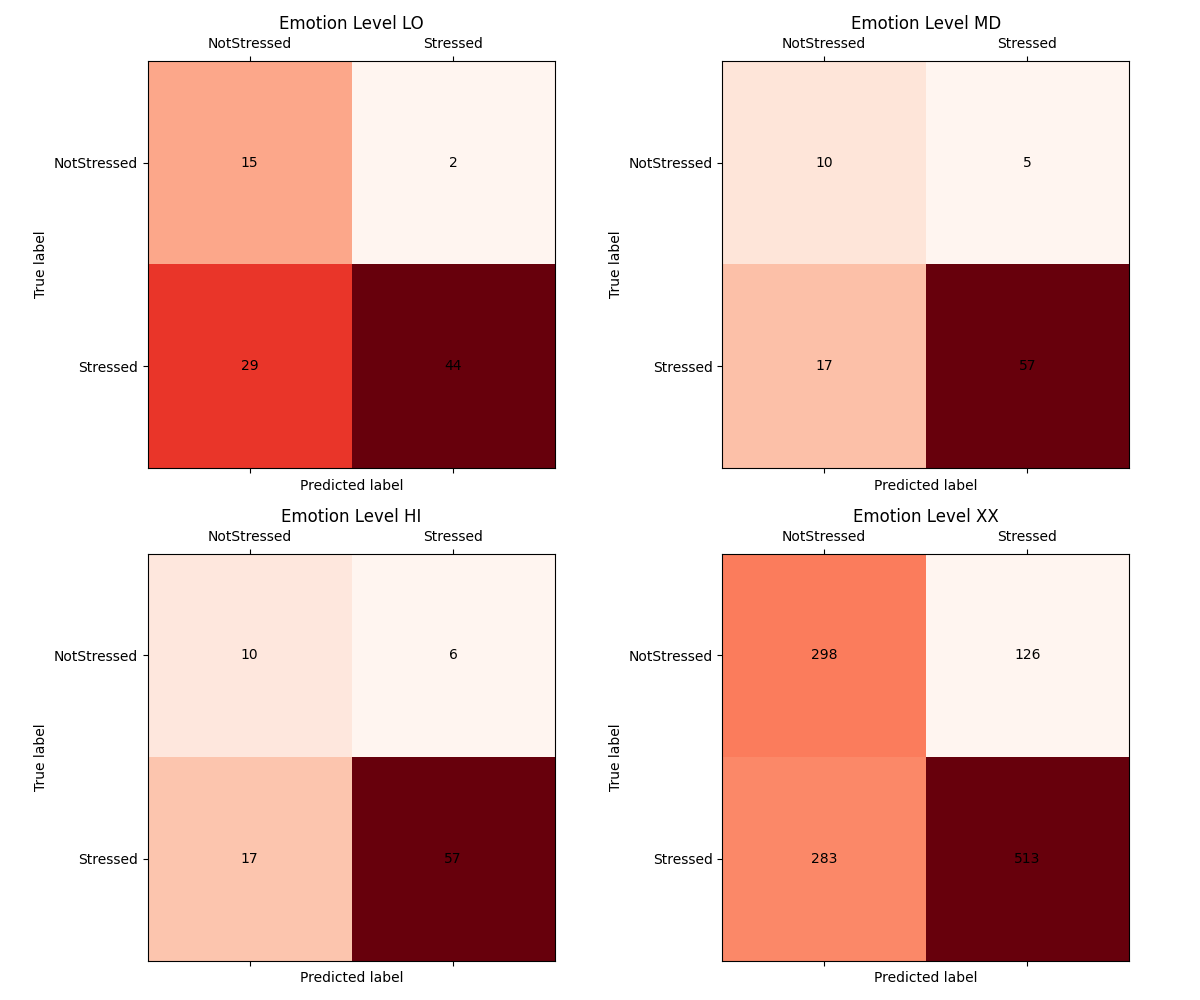 Emotion Level LO
NotStressed Stressed
NotStressed 15 2
True label
Stressed 29 44
Predicted label
Emotion Level MD
NotStressed Stressed
NotStressed 10 5
True label
Stressed 17 57
Predicted label
Emotion Level HI
NotStressed Stressed
NotStressed 10 6
True label
Stressed 17 57
Predicted label
Emotion Level XX
NotStressed Stressed
NotStressed 298 126
True label
Stressed 283 513
Predicted label